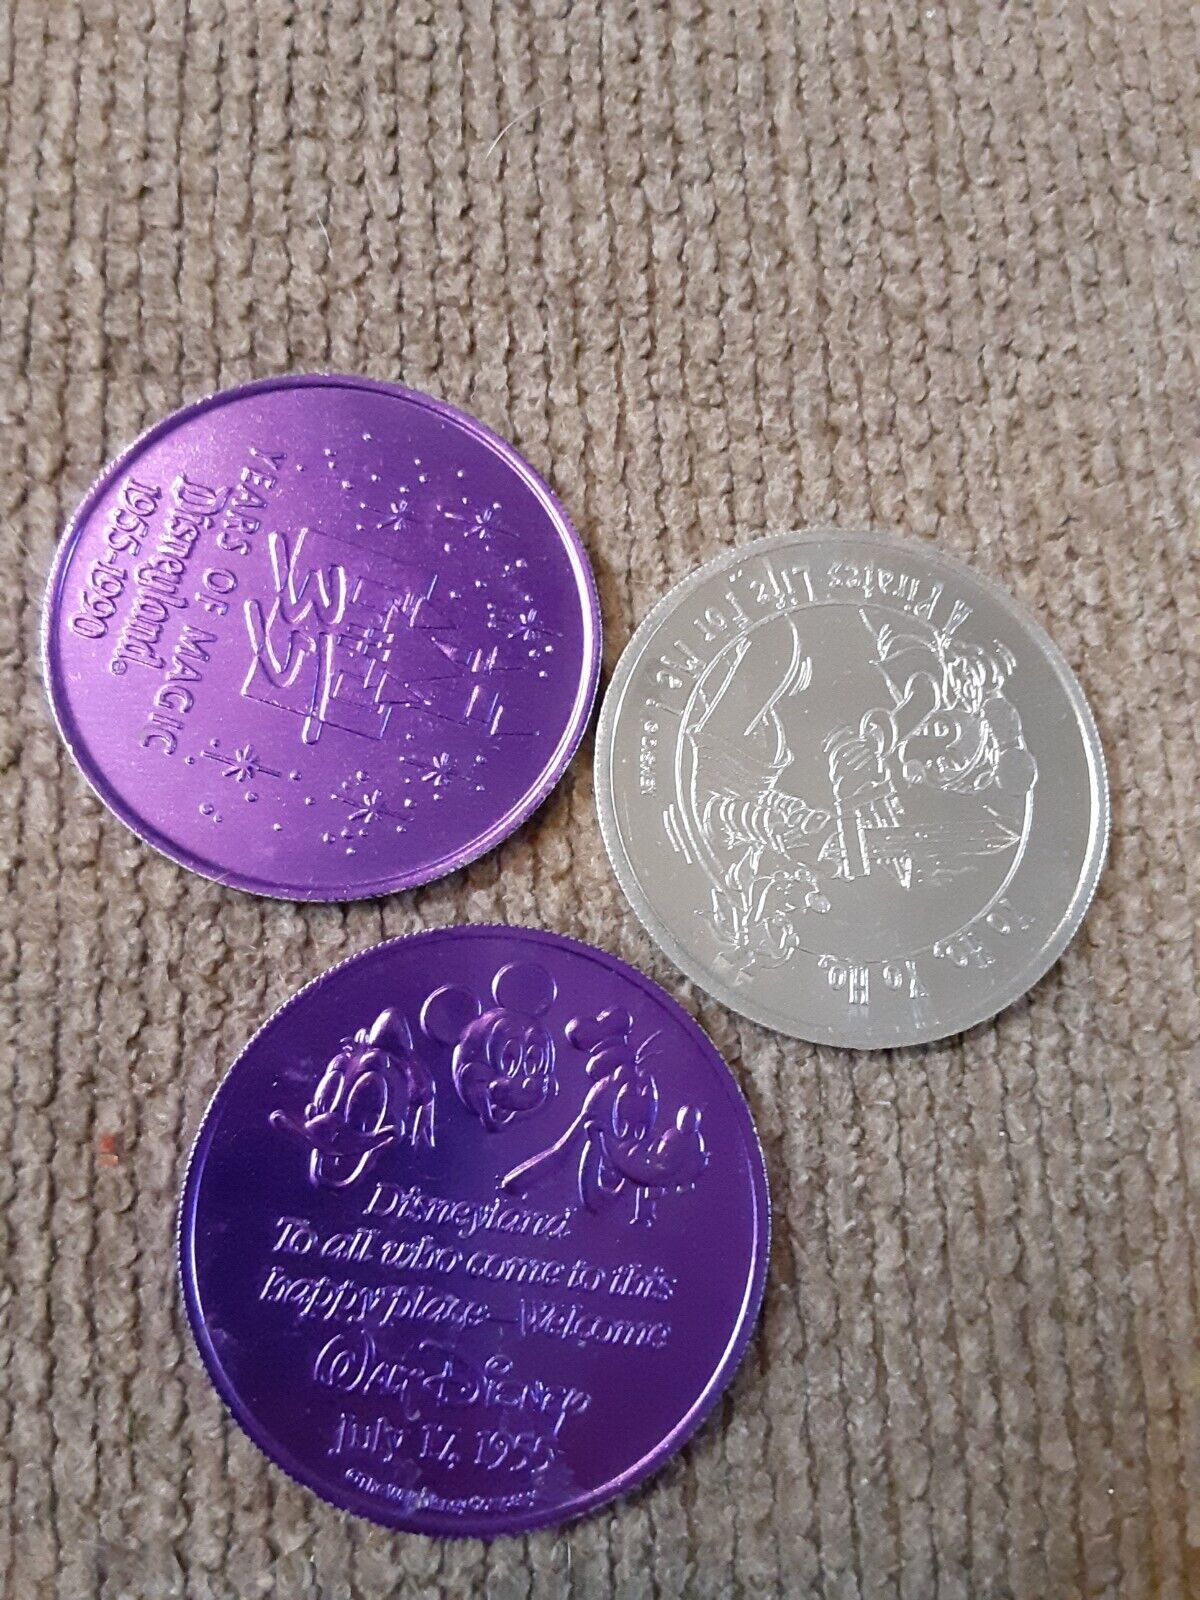 35
YEARS OF MAGIC
Disneyland®
1955-1990
Yo Ho, Yo Ho,
A Pirates Life For Me!
© DISNEY
Disneyland
To all who come to this
happy place—Welcome
Walt Disney
July 17, 1955